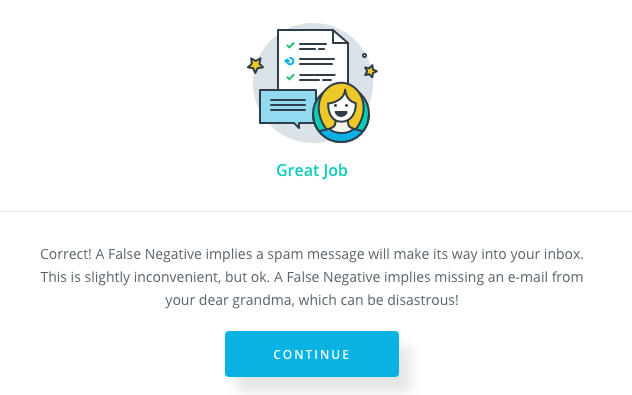 Great Job
Correct! A False Negative implies a spam message will make its way into your inbox.
This is slightly inconvenient, but ok. A False Negative implies missing an e-mail from
your dear grandma, which can be disastrous!
CONTINUE